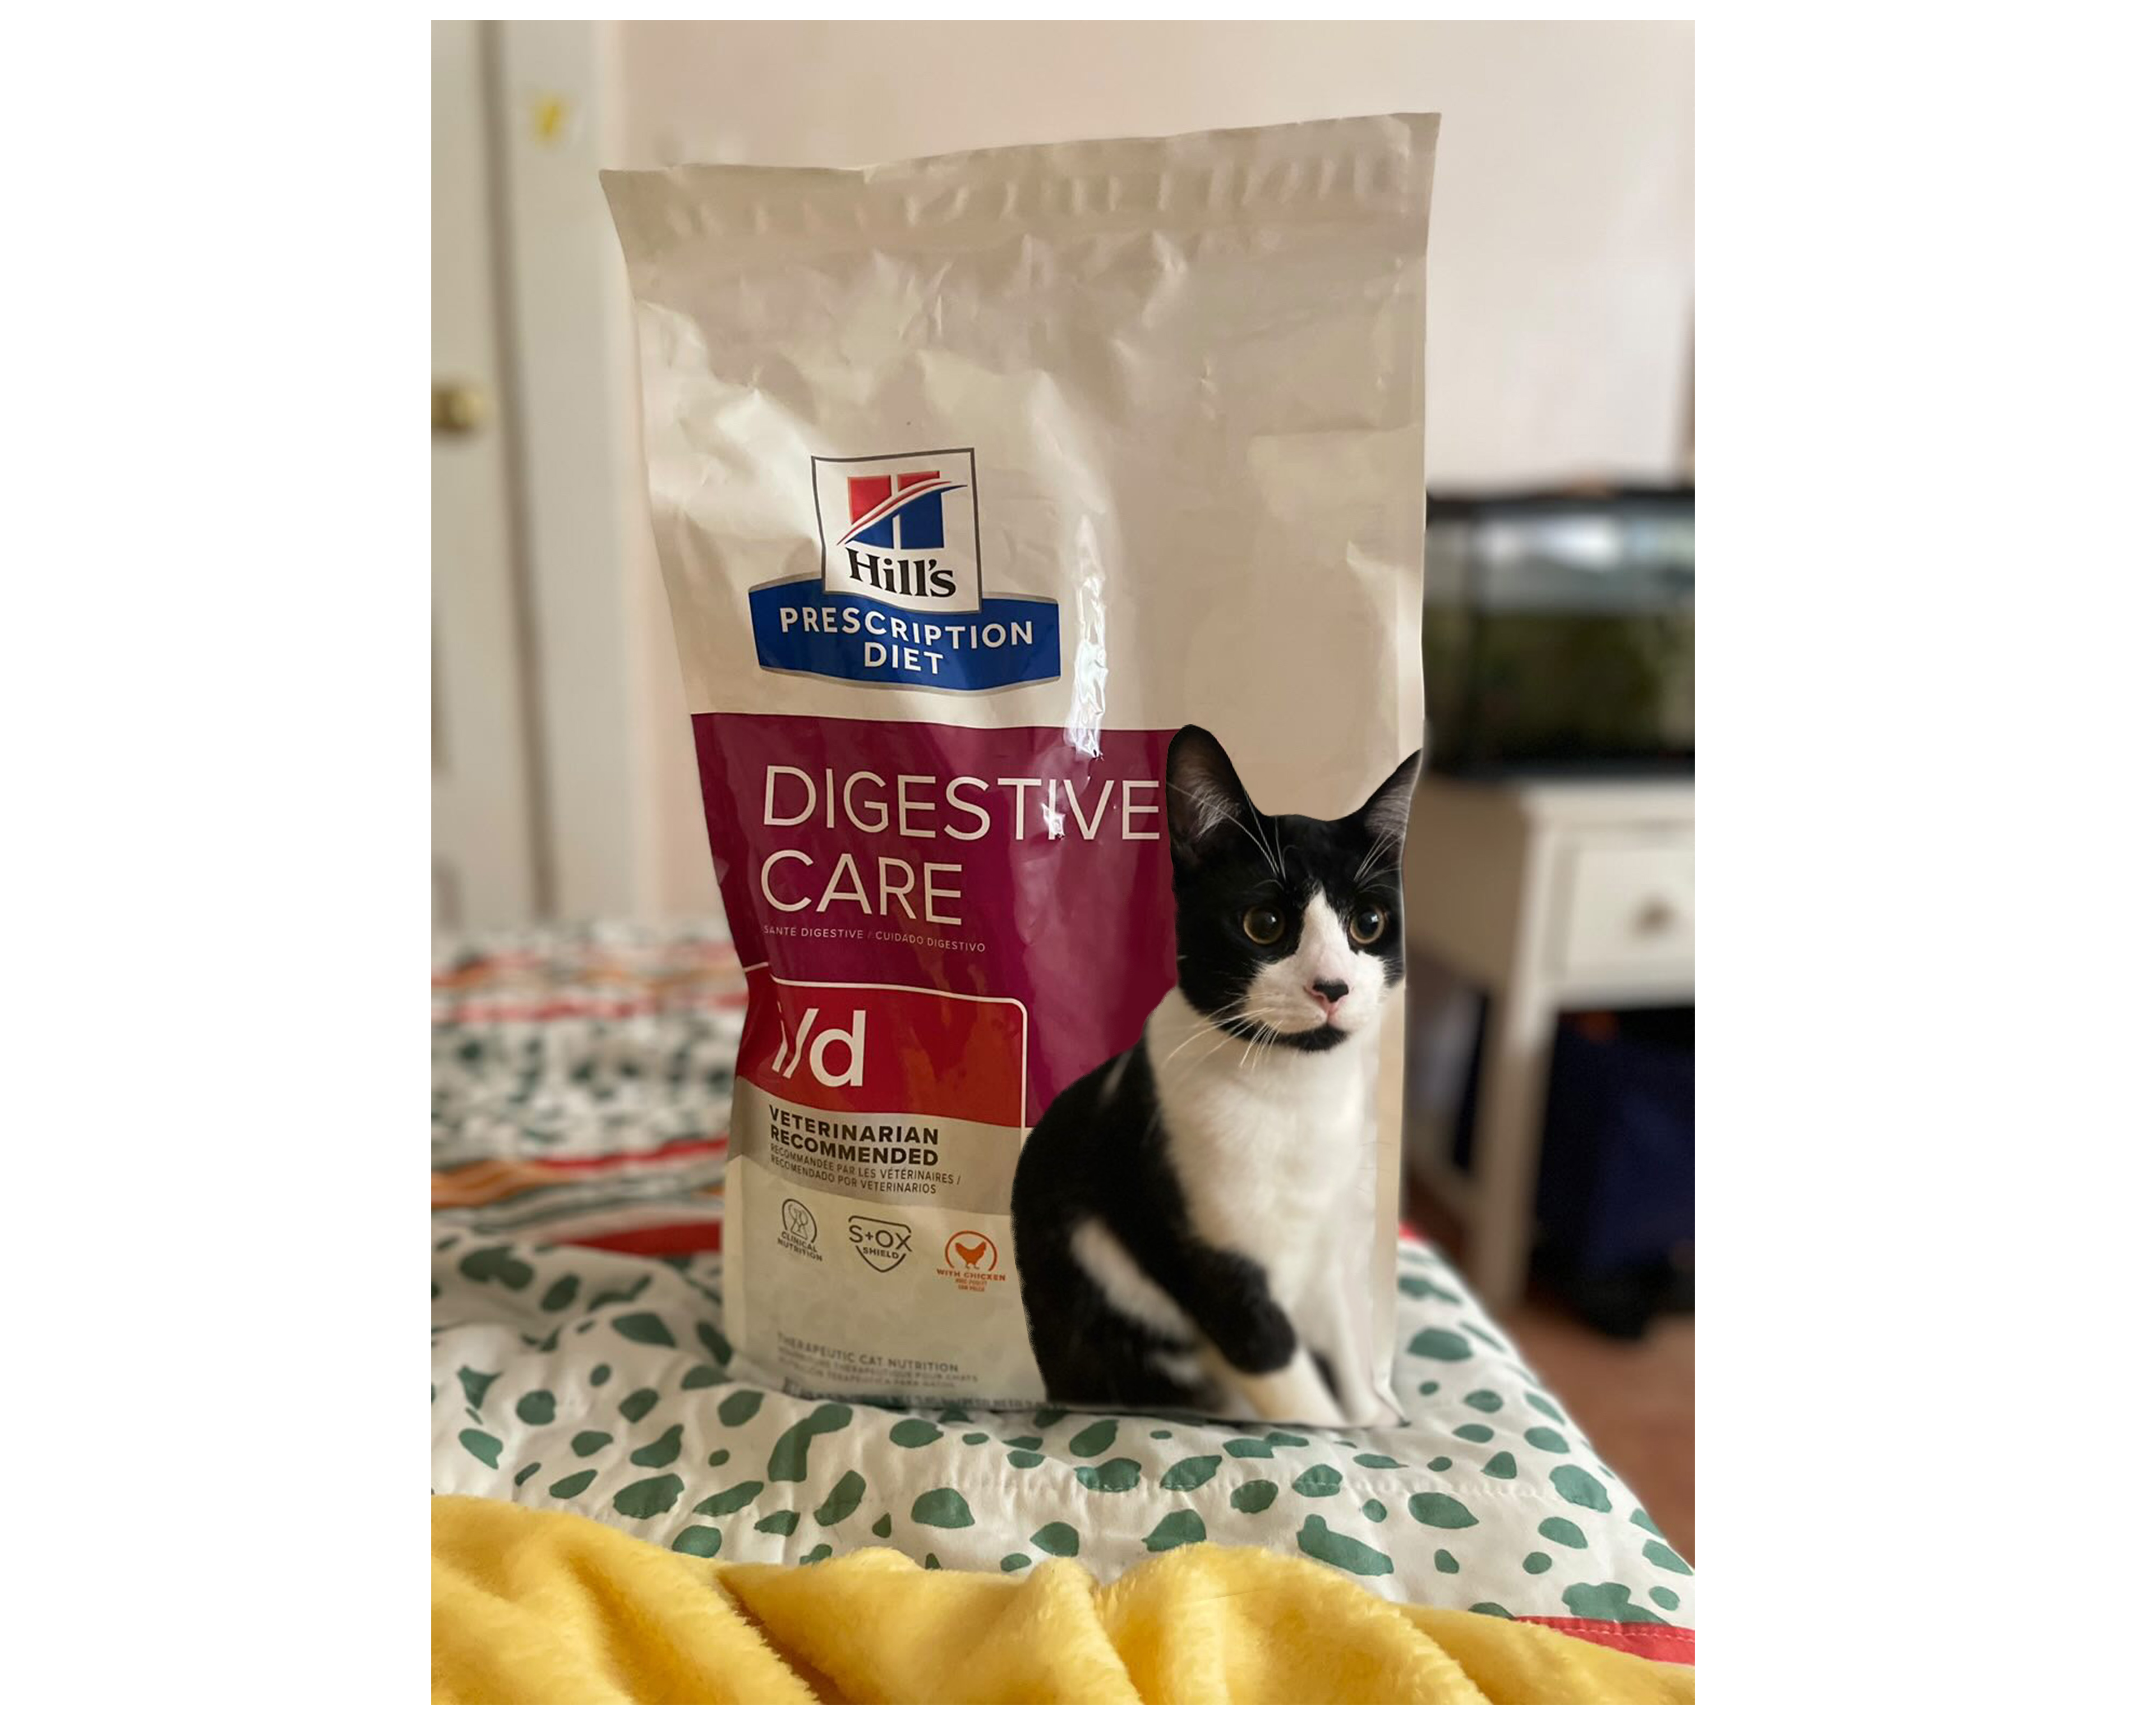 Hill's
PRESCRIPTION
DIET
DIGESTIVE
CARE
SANTÉ DIGESTIVE / CUIDADO DIGESTIVO
i/d
VETERINARIAN
RECOMMENDED
RECOMMANDÉE PAR LES VÉTÉRINAIRES /
RECOMENDADO POR VETERINARIOS
CLINICAL
NUTRITION
S+OX
SHIELD
WITH CHICKEN
THERAPEUTIC CAT NUTRITION